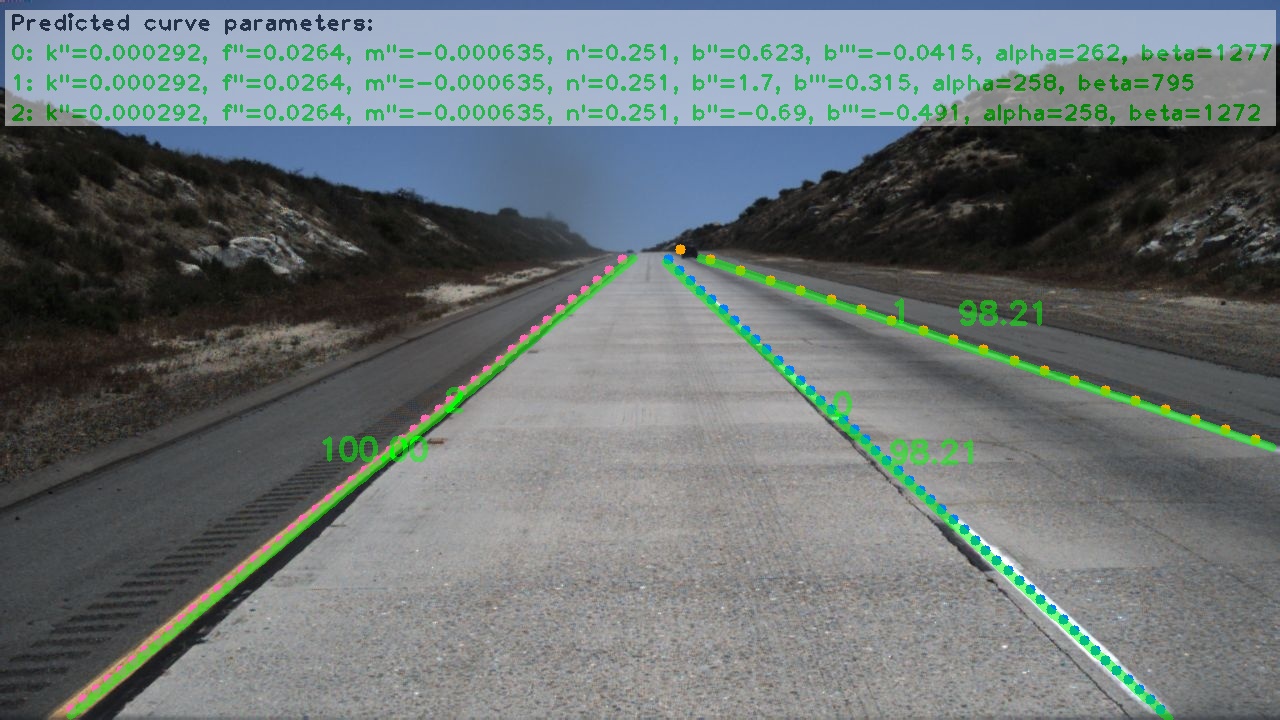 Predicted curve parameters:
0: k''=0.000292, f''=0.0264, m''=-0.000635, n'=0.251, b''=0.623, b'''=-0.0415, alpha=262, beta=1277
1: k''=0.000292, f''=0.0264, m''=-0.000635, n'=0.251, b''=1.7, b'''=0.315, alpha=258, beta=795
2: k''=0.000292, f''=0.0264, m''=-0.000635, n'=0.251, b''=-0.69, b'''=-0.491, alpha=258, beta=1272
1 98.21
2 0
100.00 98.21